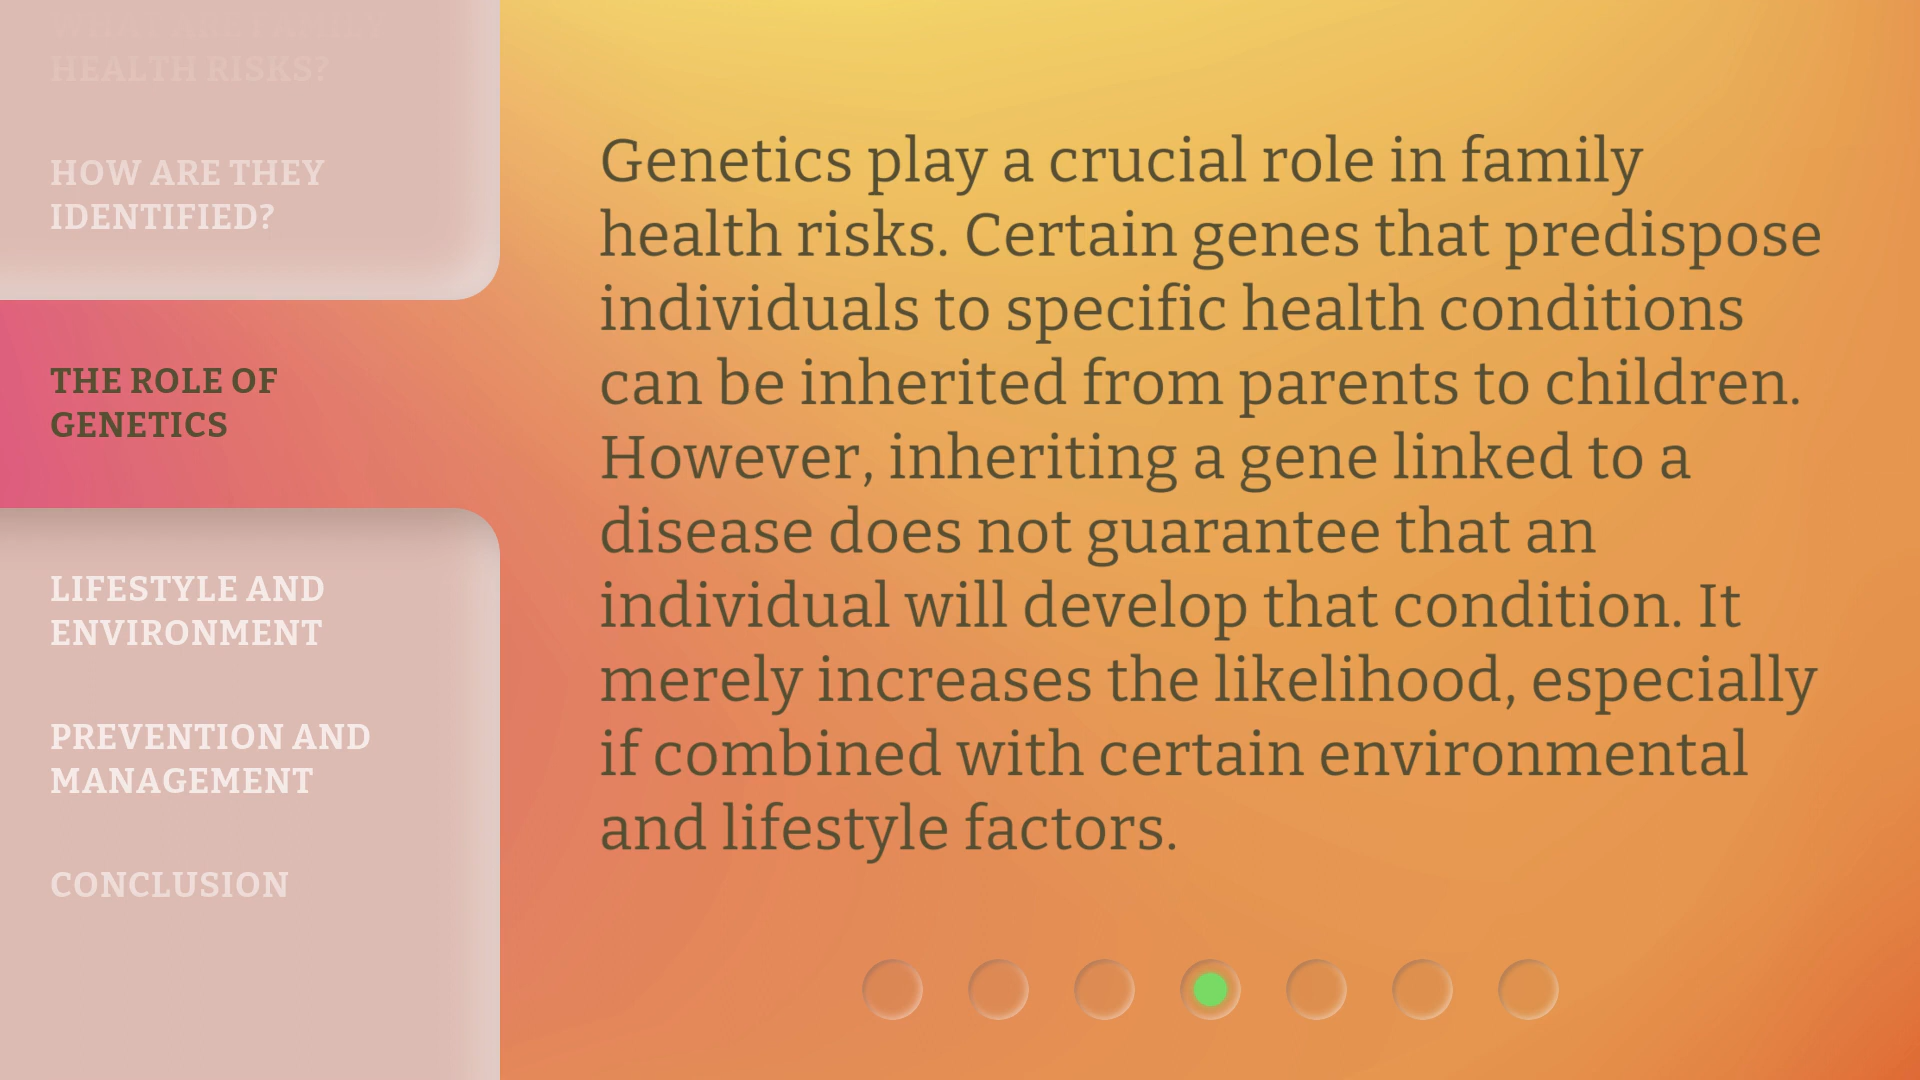 WHAT ARE FAMILY
HEALTH RISKS?
HOW ARE THEY
IDENTIFIED?
THE ROLE OF
GENETICS
LIFESTYLE AND
ENVIRONMENT
PREVENTION AND
MANAGEMENT
CONCLUSION
Genetics play a crucial role in family
health risks. Certain genes that predispose
individuals to specific health conditions
can be inherited from parents to children.
However, inheriting a gene linked to a
disease does not guarantee that an
individual will develop that condition. It
merely increases the likelihood, especially
if combined with certain environmental
and lifestyle factors.